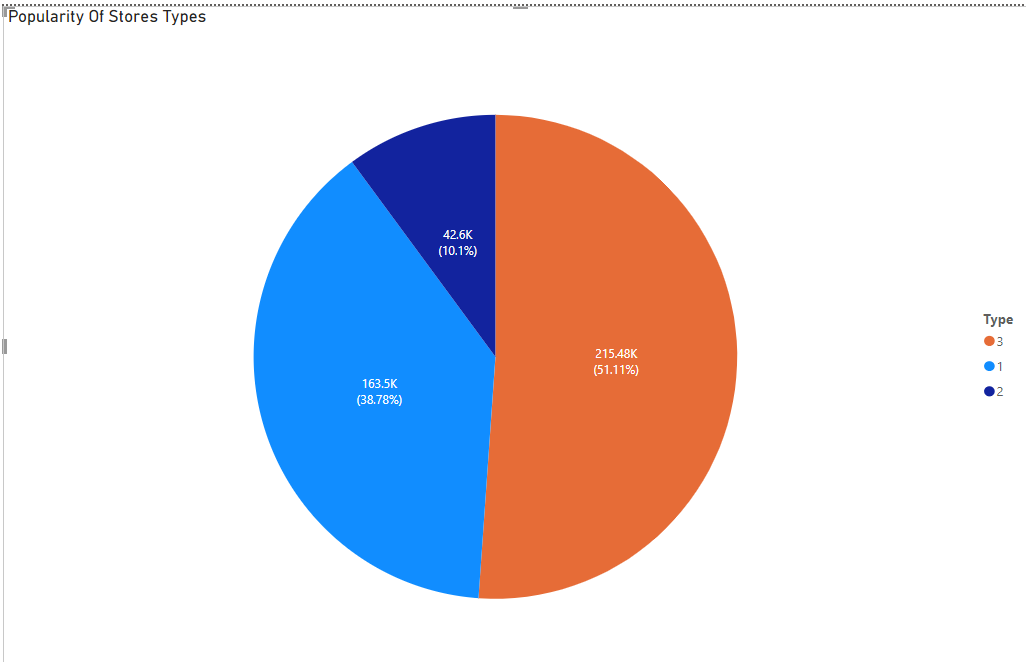 Popularity Of Stores Types
42.6K
(10.1%)
215.48K
(51.11%)
163.5K
(38.78%)
Type
3
1
2